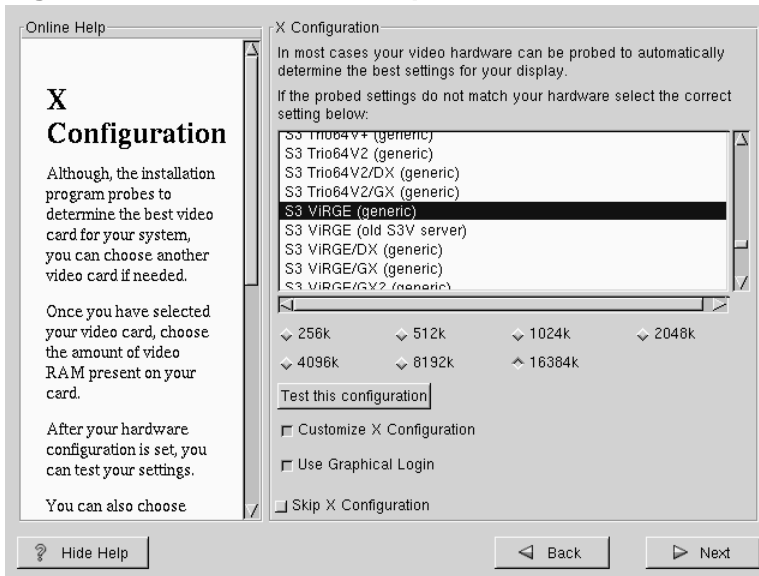 Online Help
X
Configuration
Although, the installation
program probes to
determine the best video
card for your system,
you can choose another
video card if needed.
Once you have selected
your video card, choose
the amount of video
RAM present on your
card.
After your hardware
configuration is set, you
can test your settings.
You can also choose
X Configuration
In most cases your video hardware can be probed to automatically
determine the best settings for your display.
If the probed settings do not match your hardware select the correct
setting below:
S3 Trio64V+ (generic)
S3 Trio64V2 (generic)
S3 Trio64V2/DX (generic)
S3 Trio64V2/GX (generic)
S3 ViRGE (generic)
S3 ViRGE (old S3V server)
S3 ViRGE/DX (generic)
S3 ViRGE/GX (generic)
S3 ViRGE/GX2 (generic)
256k 512k 1024k 2048k
4096k 8192k 16384k
Test this configuration
Customize X Configuration
Use Graphical Login
Skip X Configuration
? Hide Help Back Next